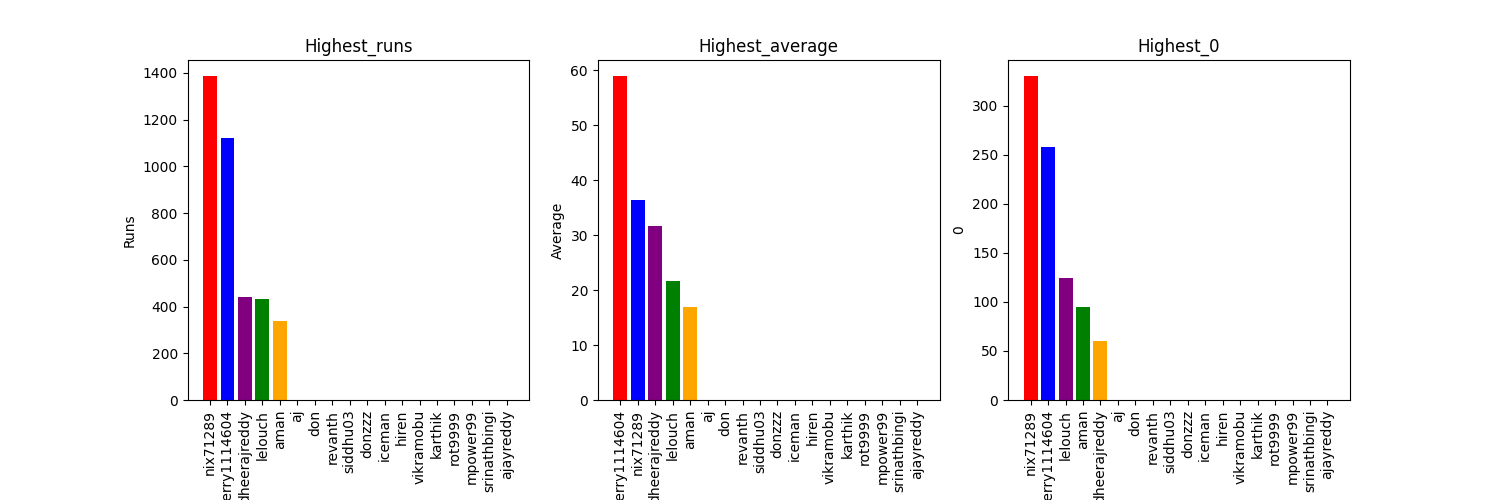 Highest_runs
Runs
1400
1200
1000
800
600
400
200
0
nix71289
erry1114604
dheerajreddy
lelouch
aman
aj
don
revanth
siddhu03
donzzz
iceman
hiren
vikramobu
karthik
rot9999
mpower99
srinathbingi
ajayreddy
Highest_average
Average
60
50
40
30
20
10
0
erry1114604
nix71289
dheerajreddy
lelouch
aman
aj
don
revanth
siddhu03
donzzz
iceman
hiren
vikramobu
karthik
rot9999
mpower99
srinathbingi
ajayreddy
Highest_0
0
300
250
200
150
100
50
0
nix71289
erry1114604
lelouch
aman
dheerajreddy
aj
don
revanth
siddhu03
donzzz
iceman
hiren
vikramobu
karthik
rot9999
mpower99
srinathbingi
ajayreddy